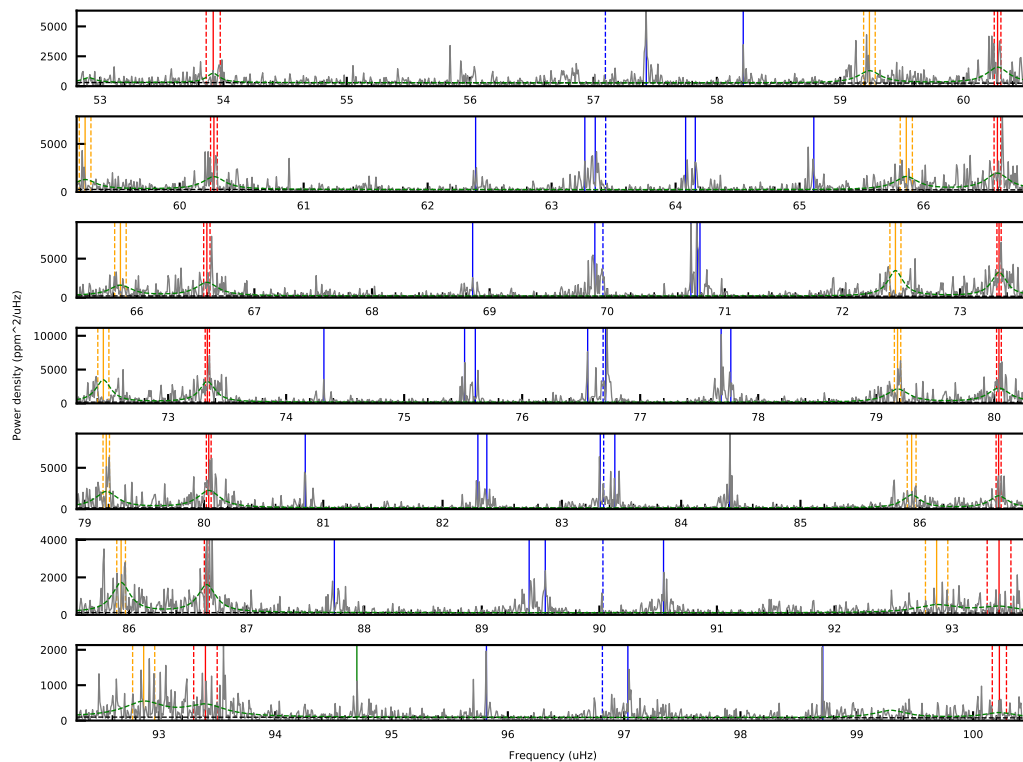 5000
2500
0
53 54 55 56 57 58 59 60
5000
0
60 61 62 63 64 65 66
5000
0
66 67 68 69 70 71 72 73
Power density (ppm^2/uHz)
10000
5000
0
73 74 75 76 77 78 79 80
5000
0
79 80 81 82 83 84 85 86
4000
2000
0
86 87 88 89 90 91 92 93
2000
1000
0
93 94 95 96 97 98 99 100
Frequency (uHz)